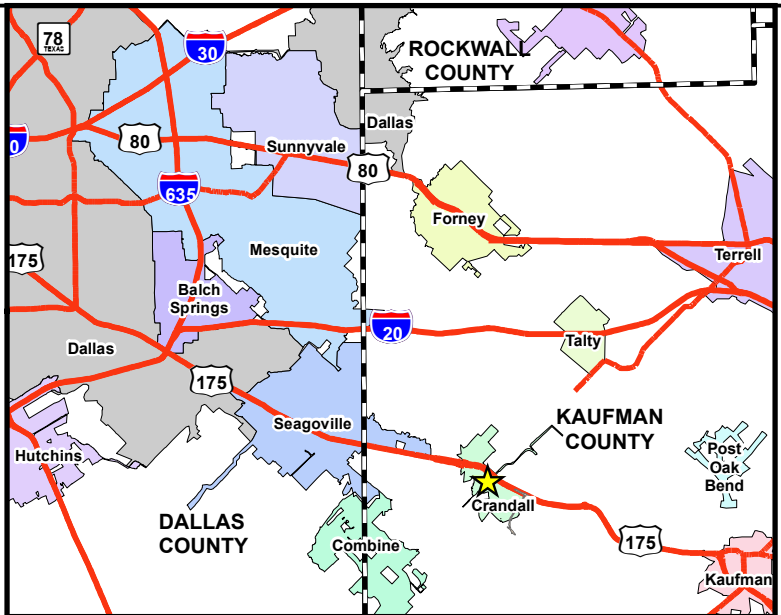 78
TEXAS
30
ROCKWALL
COUNTY
Dallas
0
80
Sunnyvale
80
635
Forney
175
Mesquite
Terrell
Balch
Springs
20
Talty
Dallas
175
Seagoville
KAUFMAN
COUNTY
Hutchins
Post
Oak
Bend
Crandall
DALLAS
COUNTY
Combine
175
Kaufman